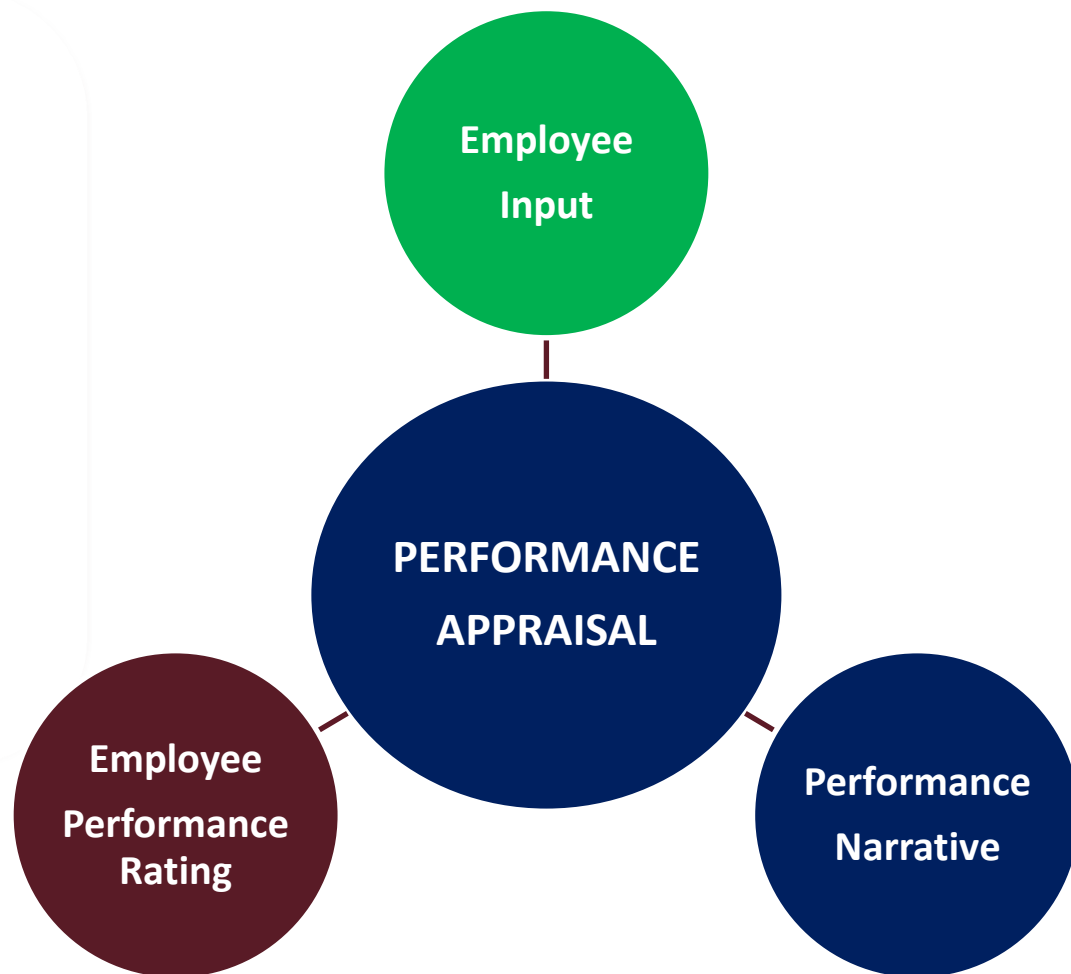 Employee
Input
PERFORMANCE
APPRAISAL
Employee
Performance
Rating
Performance
Narrative